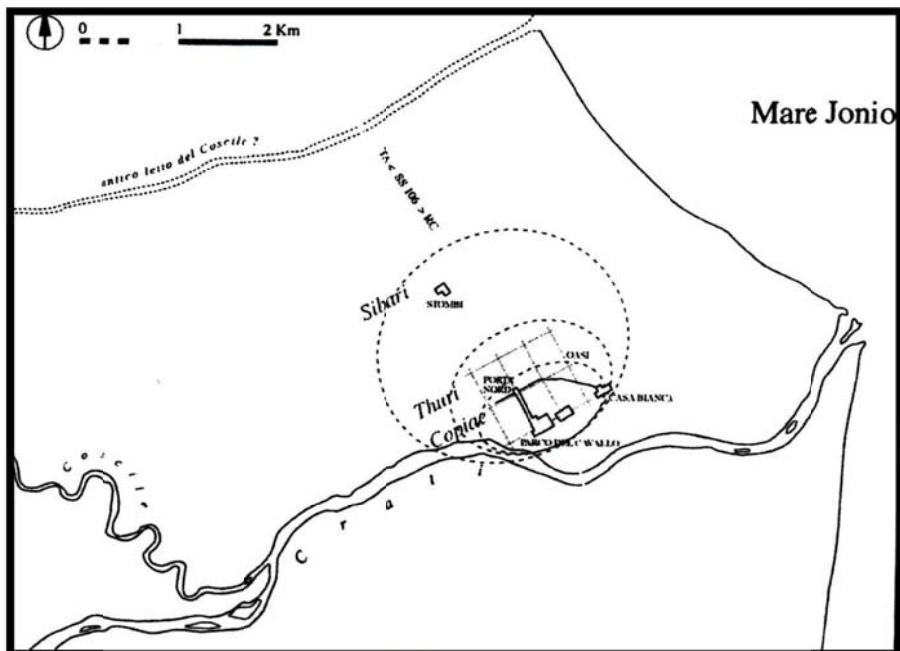 0 1 2 Km
Mare Jonio
antico letto del Coscile ?
TA < SS 106 > RC
Sibari
STOMBI
OASI
Thuri
PORTA NORD
CASA BIANCA
Copiae
PARCO DEL CAVALLO
Coscile
Crati